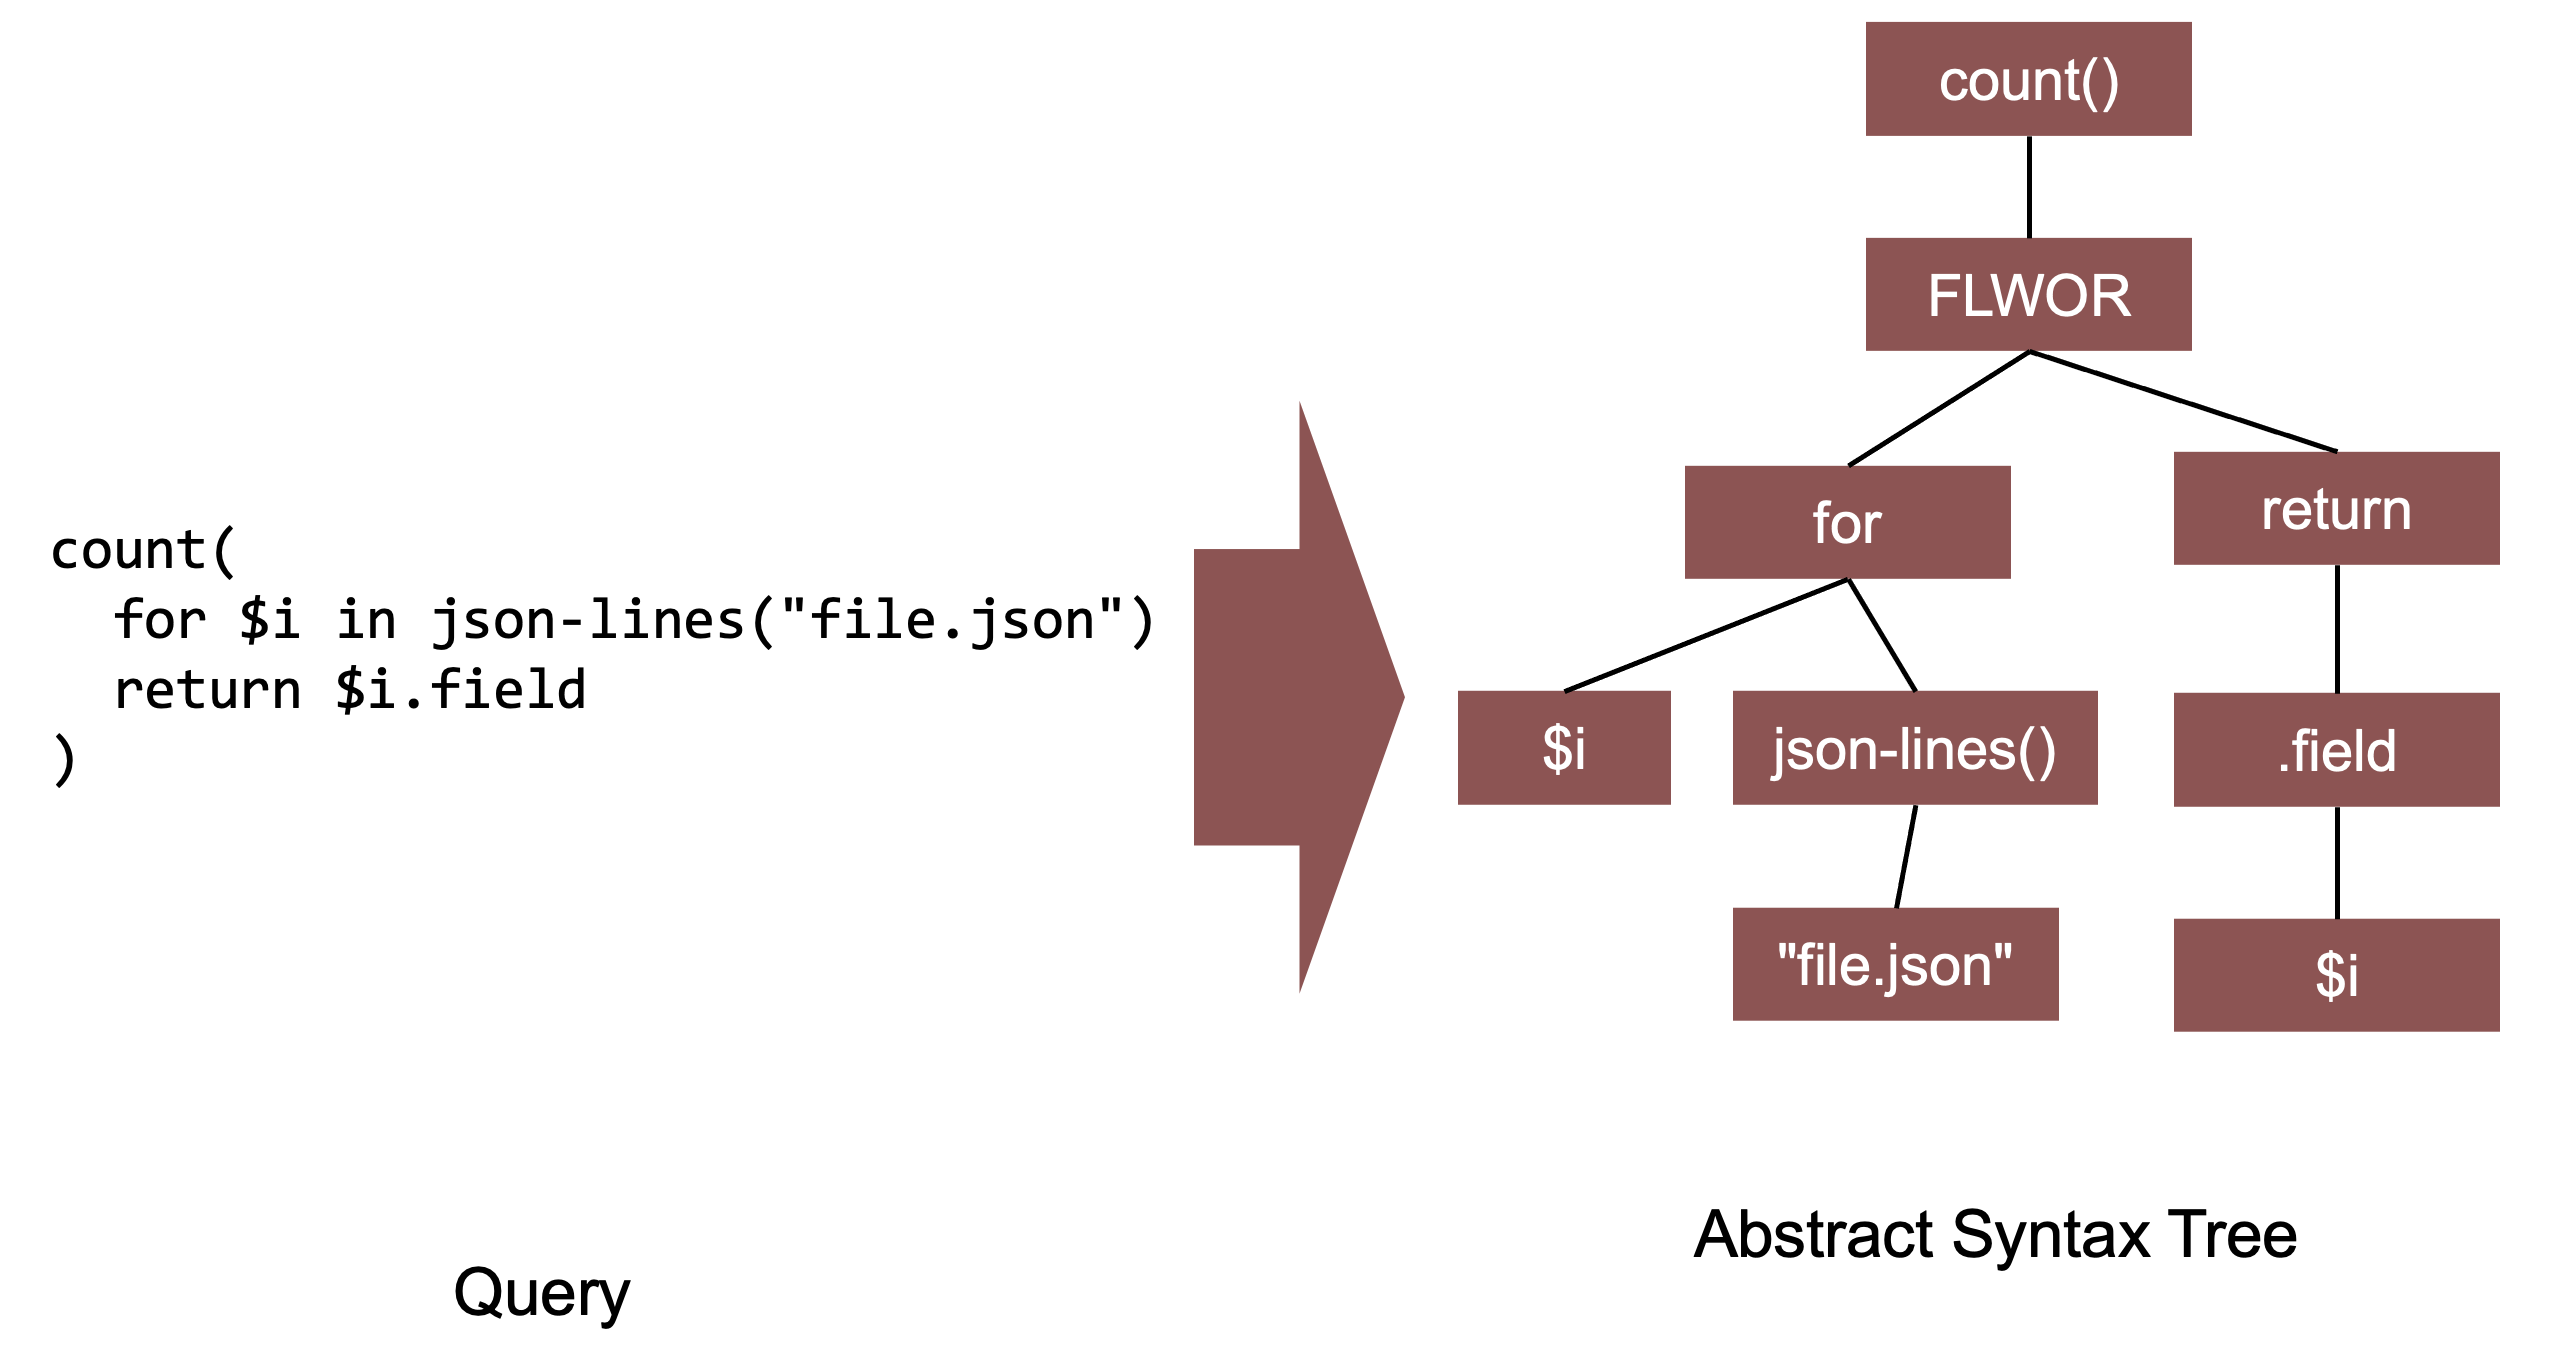 count(
  for $i in json-lines("file.json")
  return $i.field
)
Query
count()
FLWOR
for
return
$i
json-lines()
.field
"file.json"
$i
Abstract Syntax Tree